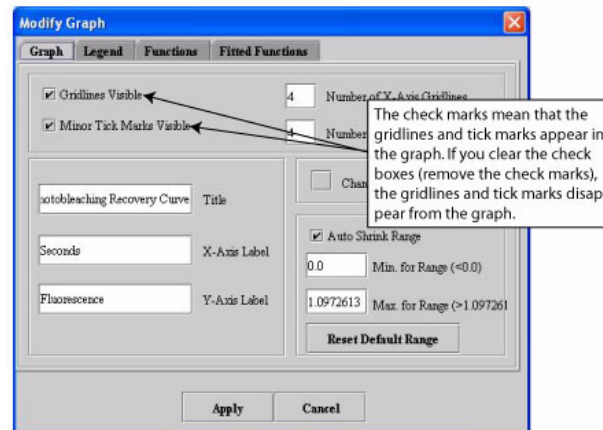 Modify Graph
Graph Legend Functions Fitted Functions
Gridlines Visible
4 Number of X-Axis Gridlines
Minor Tick Marks Visible
4 Number
The check marks mean that the
gridlines and tick marks appear in
the graph. If you clear the check
boxes (remove the check marks),
the gridlines and tick marks disap
pear from the graph.
otobleaching Recovery Curve Title
Seconds X-Axis Label
Fluorescence Y-Axis Label
Chan
Auto Shrink Range
0.0 Min. for Range (<0.0)
1.0972613 Max. for Range (>1.097261
Reset Default Range
Apply Cancel